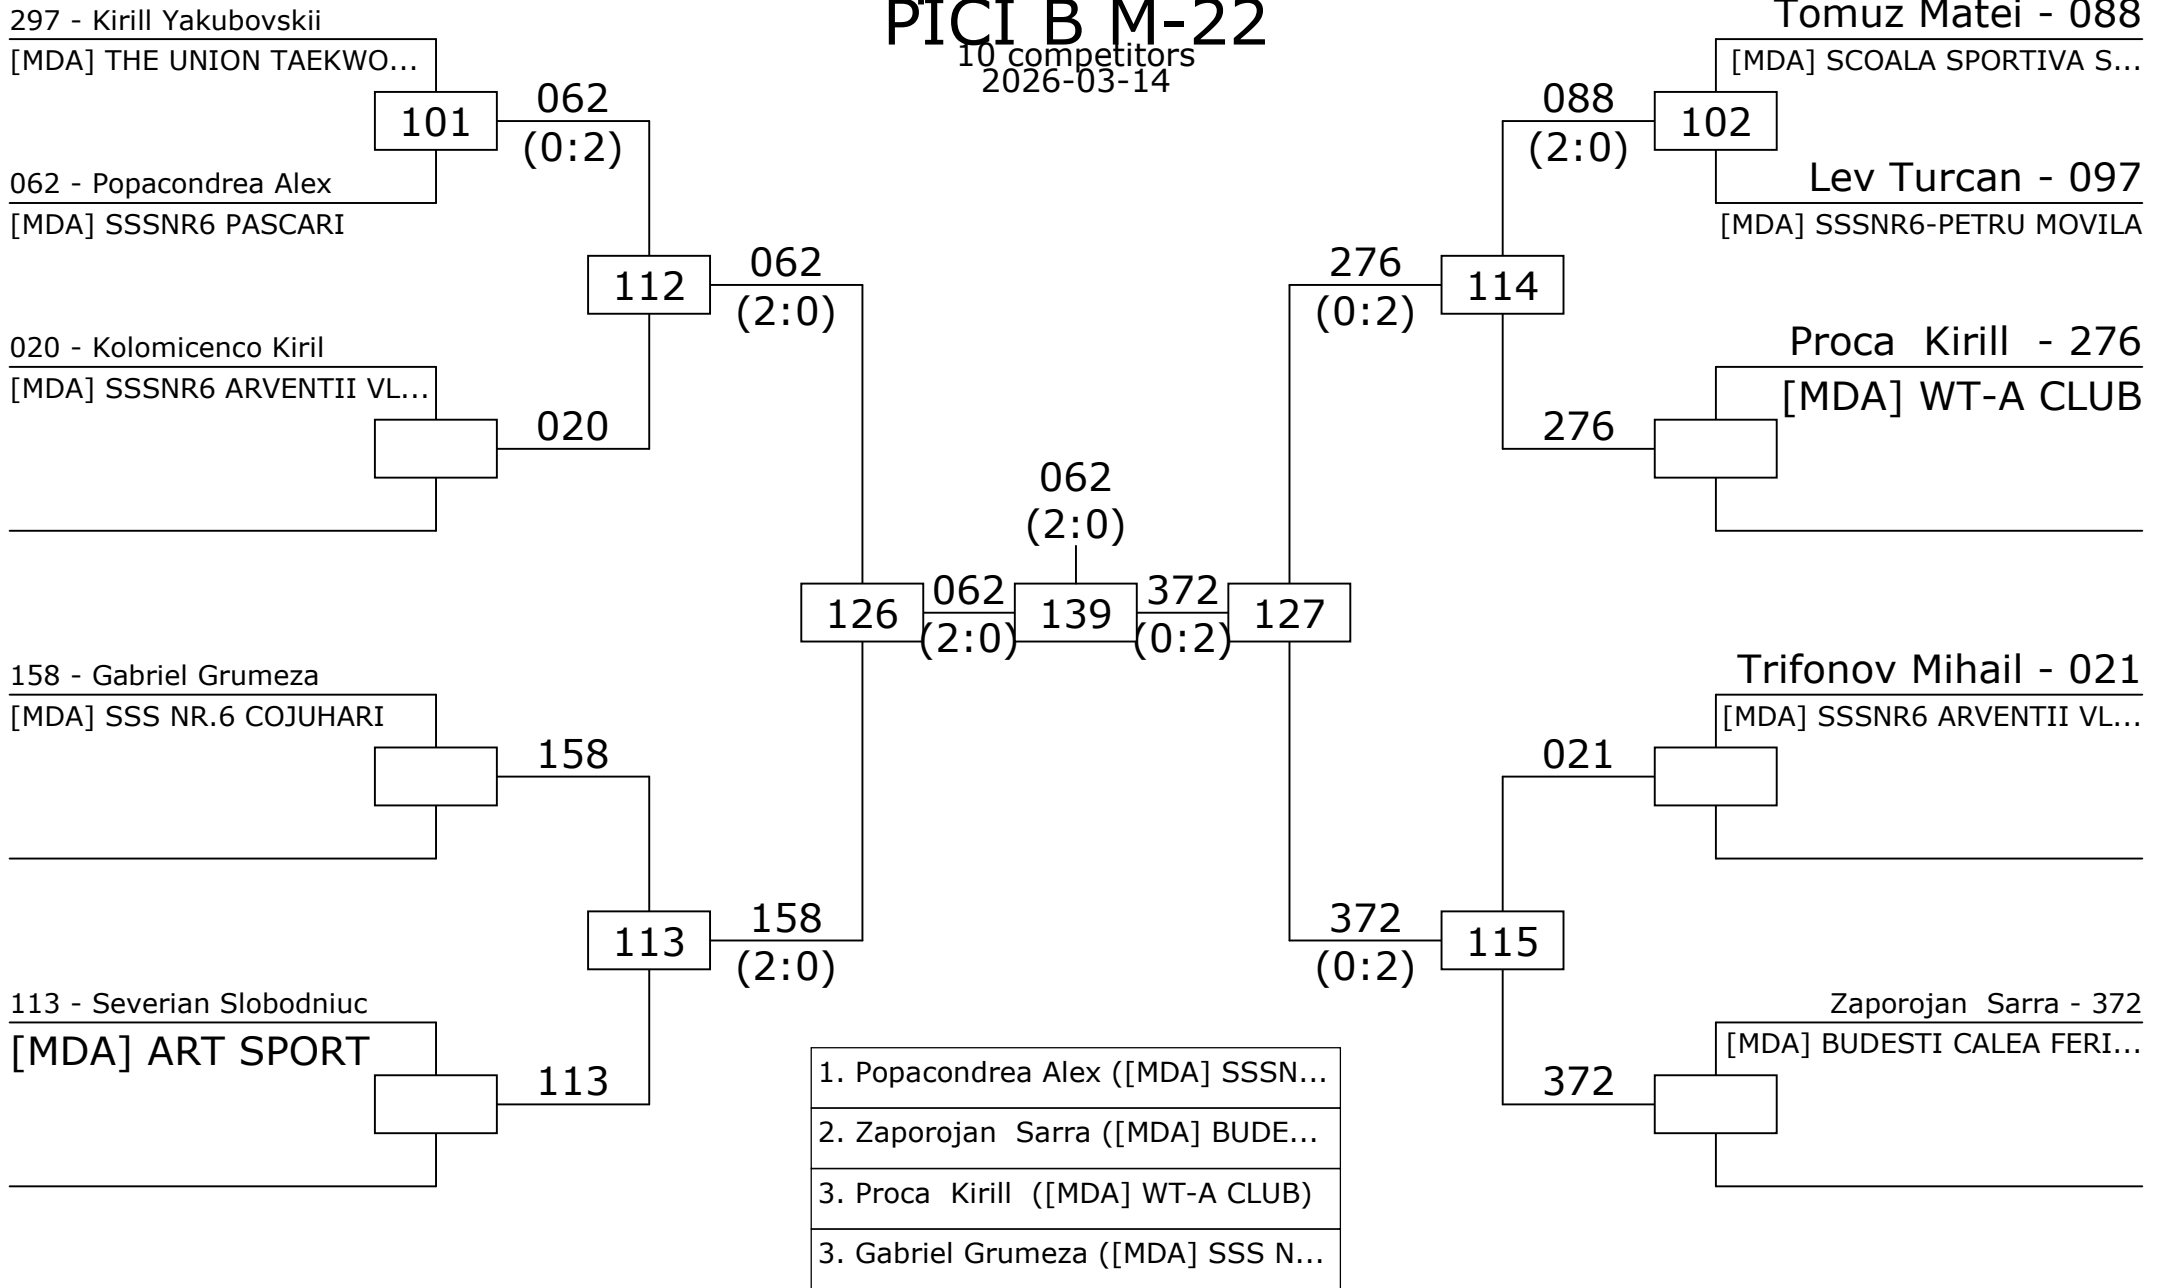 PICI B M-22
10 competitors
2026-03-14
297 - Kirill Yakubovskii
[MDA] THE UNION TAEKWO...
101
062
(0:2)
062 - Popacondrea Alex
[MDA] SSSNR6 PASCARI
112
062
(2:0)
020 - Kolomicenco Kiril
[MDA] SSSNR6 ARVENTII VL...
020
158 - Gabriel Grumeza
[MDA] SSS NR.6 COJUHARI
158
113
158
(2:0)
113 - Severian Slobodniuc
[MDA] ART SPORT
113
126
062
(2:0)
062
(2:0)
139
372
(0:2)
127
Tomuz Matei - 088
[MDA] SCOALA SPORTIVA S...
088
(2:0)
102
Lev Turcan - 097
[MDA] SSSNR6-PETRU MOVILA
276
(0:2)
114
Proca  Kirill  - 276
[MDA] WT-A CLUB
276
Trifonov Mihail - 021
[MDA] SSSNR6 ARVENTII VL...
021
372
(0:2)
115
Zaporojan  Sarra - 372
[MDA] BUDESTI CALEA FERI...
372
1. Popacondrea Alex ([MDA] SSSN...
2. Zaporojan  Sarra ([MDA] BUDE...
3. Proca  Kirill  ([MDA] WT-A CLUB)
3. Gabriel Grumeza ([MDA] SSS N...